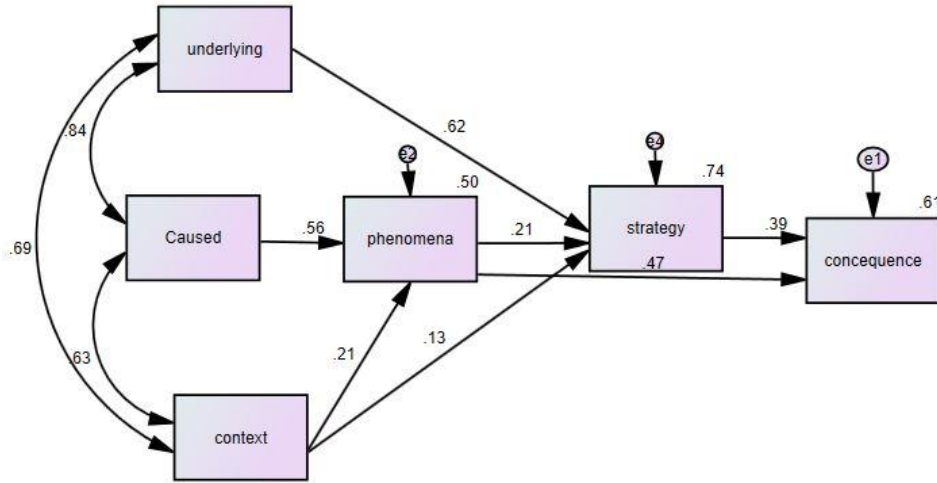 underlying
.84
.62
e2
e4
e1
.50
.74
.61
Caused
.56
phenomena
.21
strategy
.39
concequence
.69
.47
.63
.21
.13
context